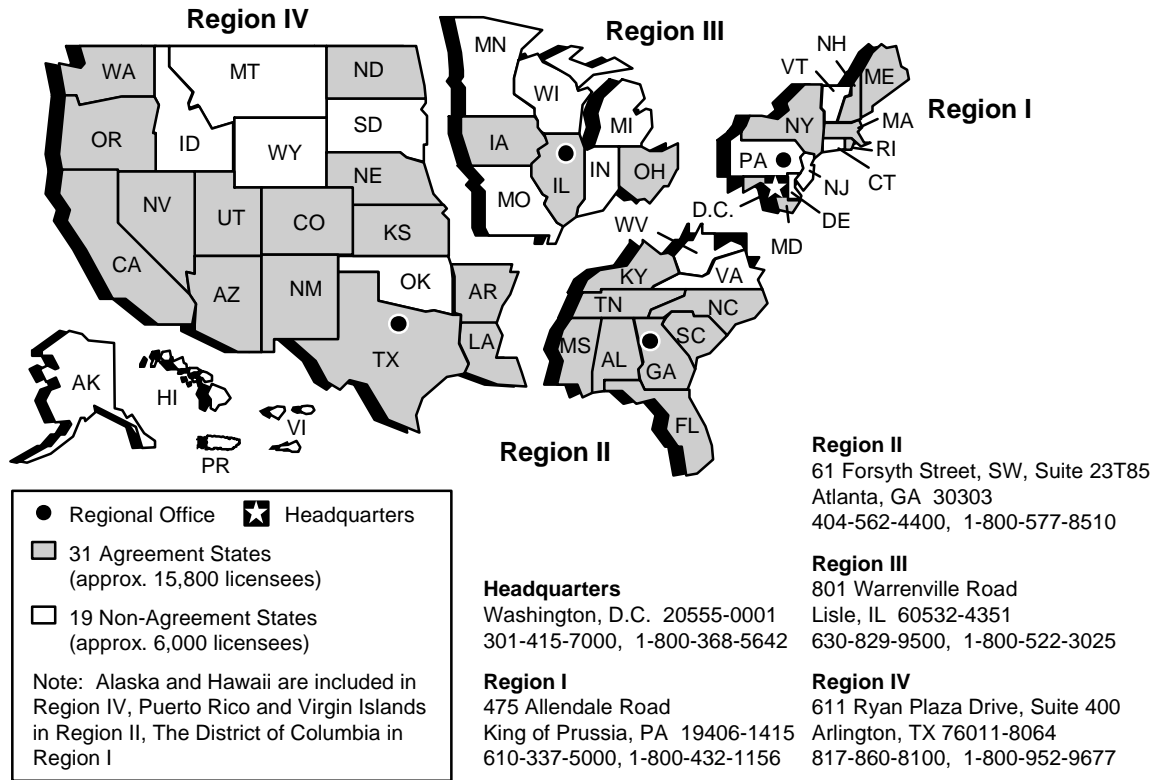 Region IV
WA
MT
ND
OR
ID
SD
WY
NE
NV
UT
CO
KS
CA
AZ
NM
OK
AR
TX
LA
AK
HI
VI
PR
Region III
MN
WI
MI
IA
IL
IN
OH
MO
Region I
NH
VT
ME
NY
MA
RI
PA
CT
NJ
D.C.
DE
MD
WV
KY
VA
TN
NC
SC
MS
AL
GA
FL
Region II
Regional Office
Headquarters
31 Agreement States
(approx. 15,800 licensees)
19 Non-Agreement States
(approx. 6,000 licensees)
Note: Alaska and Hawaii are included in
Region IV, Puerto Rico and Virgin Islands
in Region II, The District of Columbia in
Region I
Headquarters
Washington, D.C. 20555-0001
301-415-7000, 1-800-368-5642
Region I
475 Allendale Road
King of Prussia, PA 19406-1415
610-337-5000, 1-800-432-1156
Region II
61 Forsyth Street, SW, Suite 23T85
Atlanta, GA 30303
404-562-4400, 1-800-577-8510
Region III
801 Warrenville Road
Lisle, IL 60532-4351
630-829-9500, 1-800-522-3025
Region IV
611 Ryan Plaza Drive, Suite 400
Arlington, TX 76011-8064
817-860-8100, 1-800-952-9677